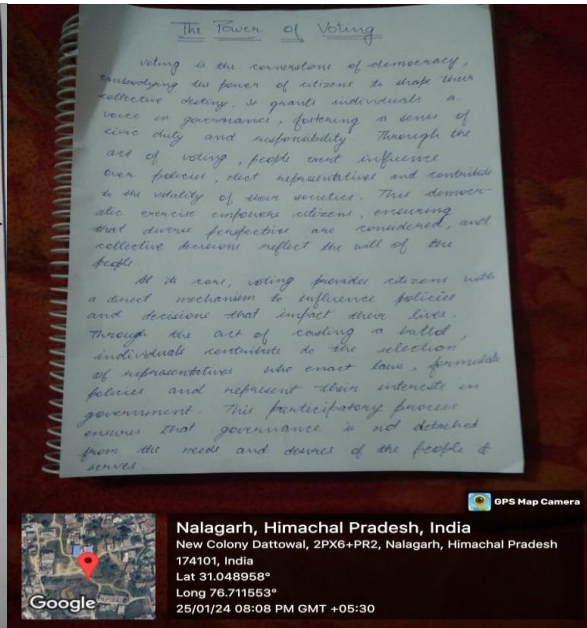 The Power of Voting
Voting is the cornerstone of democracy,
embodying the power of citizens to shape their
collective destiny. It grants individuals a
voice in governance, fostering a sense of
civic duty and responsibility Through the
act of voting, people exert influence
over policies, elect representatives and contribute
to the vitality of their societies. This democr-
atic exercise empowers citizens, ensuring
that diverse perspective are considered, and
collective decisions reflect the will of the
people.
At its core, voting provides citizens with
a direct mechanism to influence policies
and decisions that impact their lives.
Through the act of casting a ballot,
individuals contribute to the selection
of representatives who enact laws, formulate
policies and represent their interests in
government. This participatory process
ensures that governance is not detached
from the needs and desires of the people it
serves.
GPS Map Camera
Google
Nalagarh, Himachal Pradesh, India
New Colony Dattowal, 2PX6+PR2, Nalagarh, Himachal Pradesh
174101, India
Lat 31.048958°
Long 76.711553°
25/01/24 08:08 PM GMT +05:30